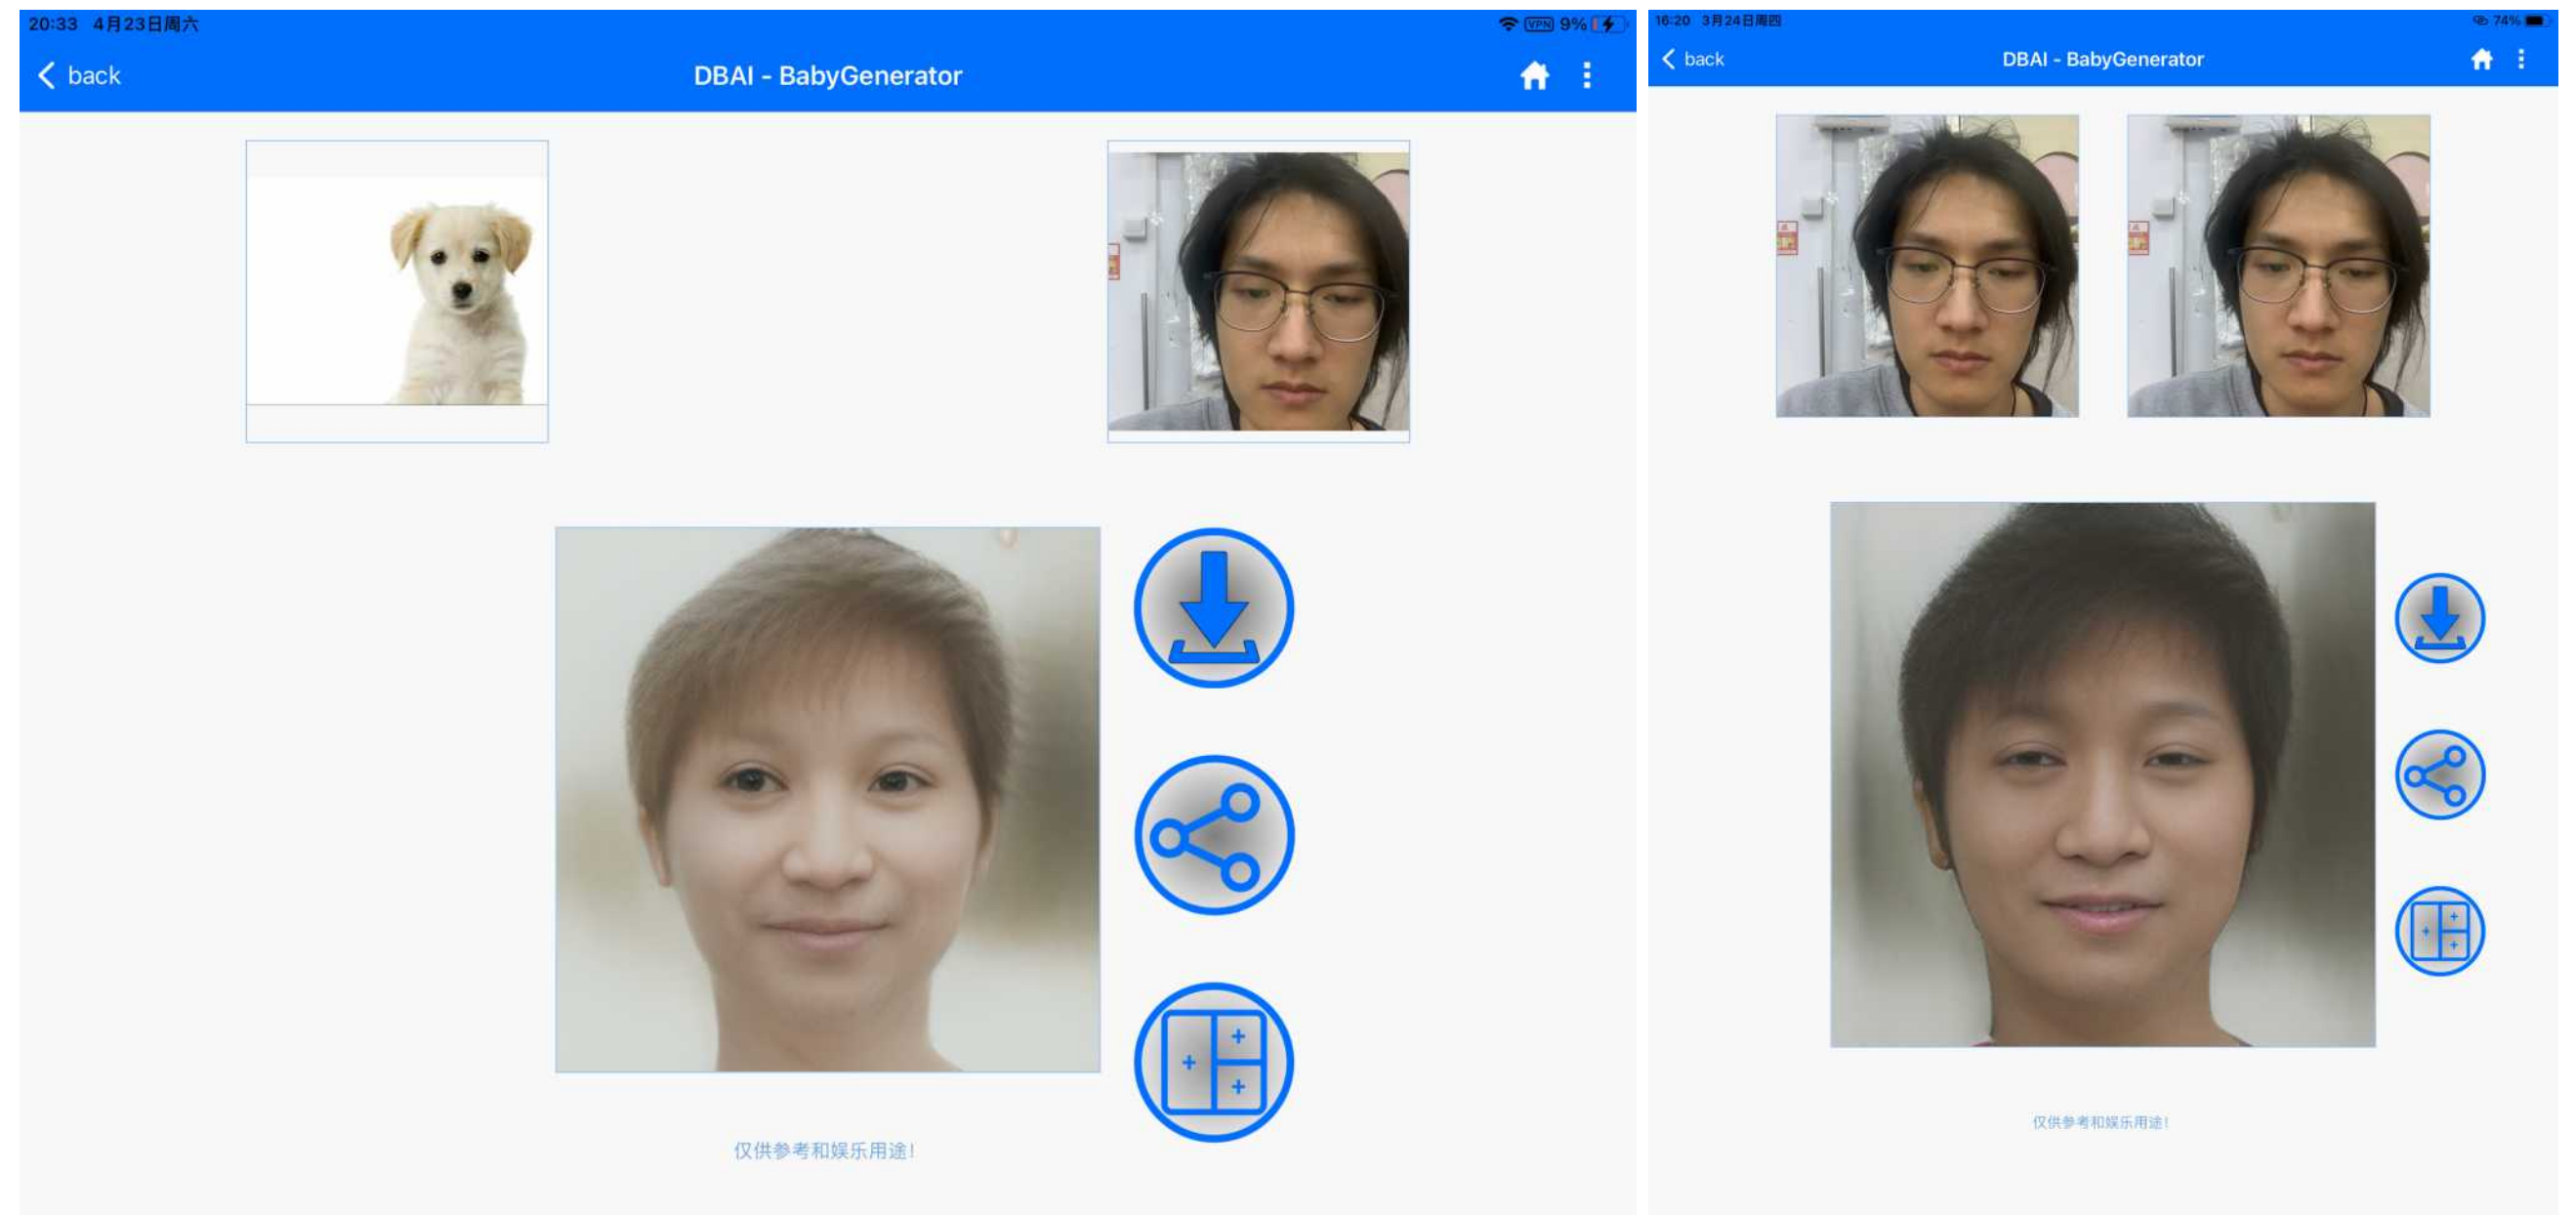 20:33 4月23日周六
VPN 9%
back
DBAI - BabyGenerator
仅供参考和娱乐用途!
16:20 3月24日周四
74%
back
DBAI - BabyGenerator
仅供参考和娱乐用途!